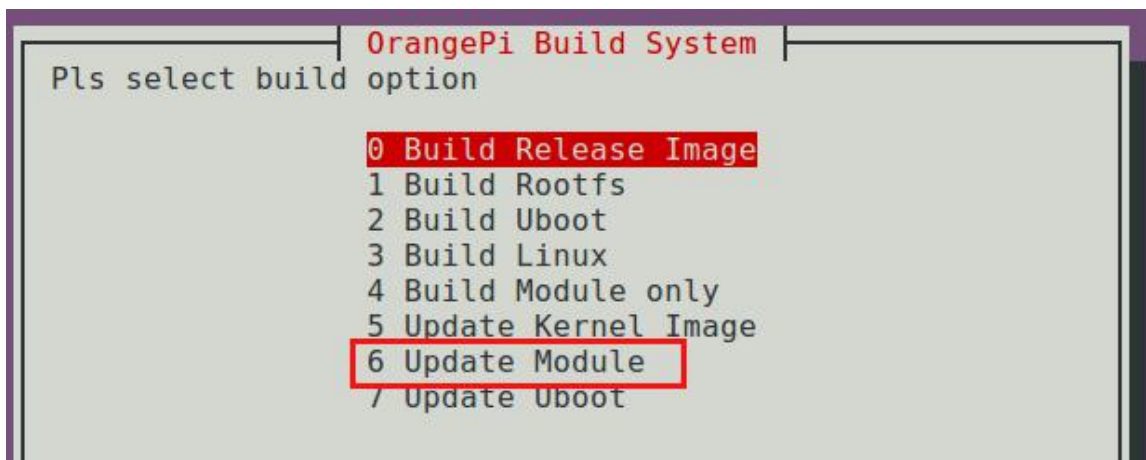 OrangePi Build System
Pls select build option
0 Build Release Image
1 Build Rootfs
2 Build Uboot
3 Build Linux
4 Build Module only
5 Update Kernel Image
6 Update Module
7 Update Uboot